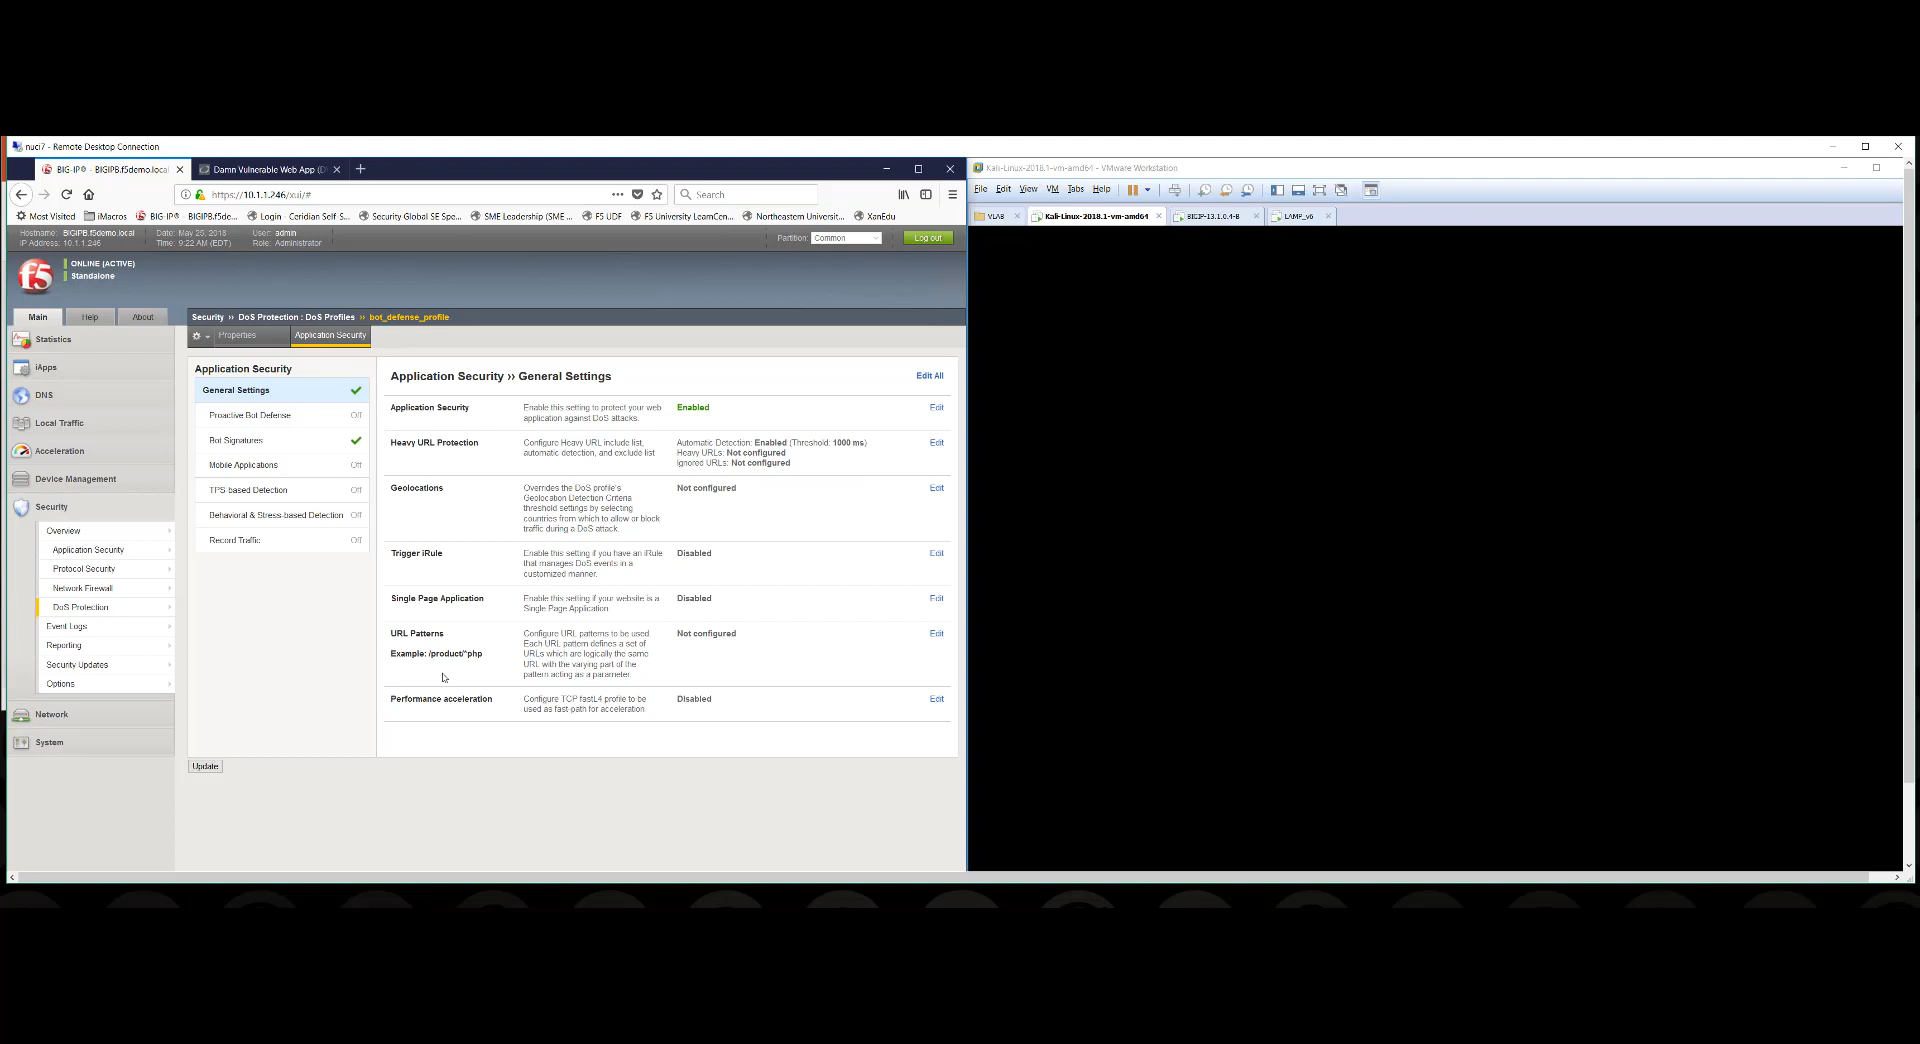 nuci7 - Remote Desktop Connection
BIG-IP® - BIGIPB.f5demo.local
Damn Vulnerable Web App (D
https://10.1.1.246/xui/#
Search
Most Visited
iMacros
BIG-IP® - BIGIPB.f5de...
Login - Ceridian Self-S...
Security Global SE Spe...
SME Leadership (SME ...
F5 UDF
F5 University LearnCen...
Northeastern Universit...
XanEdu
Hostname: BIGIPB.f5demo.local
Date: May 25, 2018
User: admin
IP Address: 10.1.1.246
Time: 9:22 AM (EDT)
Role: Administrator
Partition: Common
Log out
f5
ONLINE (ACTIVE)
Standalone
Main
Help
About
Security ›› DoS Protection : DoS Profiles ›› bot_defense_profile
Properties
Application Security
Statistics
iApps
DNS
Local Traffic
Acceleration
Device Management
Security
Overview
Application Security
Protocol Security
Network Firewall
DoS Protection
Event Logs
Reporting
Security Updates
Options
Network
System
Application Security
General Settings
Proactive Bot Defense Off
Bot Signatures
Mobile Applications Off
TPS-based Detection Off
Behavioral & Stress-based Detection Off
Record Traffic Off
Update
Application Security ›› General Settings
Edit All
Application Security
Enable this setting to protect your web
application against DoS attacks.
Enabled
Edit
Heavy URL Protection
Configure Heavy URL include list,
automatic detection, and exclude list
Automatic Detection: Enabled (Threshold: 1000 ms)
Heavy URLs: Not configured
Ignored URLs: Not configured
Edit
Geolocations
Overrides the DoS profile's
Geolocation Detection Criteria
threshold settings by selecting
countries from which to allow or block
traffic during a DoS attack.
Not configured
Edit
Trigger iRule
Enable this setting if you have an iRule
that manages DoS events in a
customized manner.
Disabled
Edit
Single Page Application
Enable this setting if your website is a
Single Page Application
Disabled
Edit
URL Patterns
Example: /product/*php
Configure URL patterns to be used.
Each URL pattern defines a set of
URLs which are logically the same
URL with the varying part of the
pattern acting as a parameter.
Not configured
Edit
Performance acceleration
Configure TCP fastL4 profile to be
used as fast-path for acceleration
Disabled
Edit
Kali-Linux-2018.1-vm-amd64 - VMware Workstation
File Edit View VM Tabs Help
VLAB
Kali-Linux-2018.1-vm-amd64
BIGIP-13.1.0.4-B
LAMP_v6